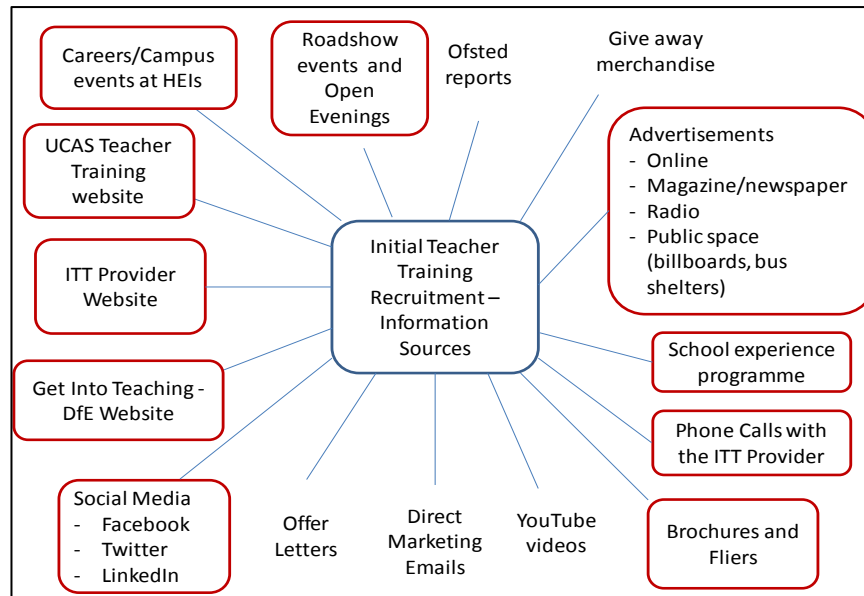 Careers/Campus
events at HEIs
Roadshow
events and
Open
Evenings
Ofsted
reports
Give away
merchandise
UCAS Teacher
Training
website
Advertisements
- Online
- Magazine/newspaper
- Radio
- Public space
(billboards, bus
shelters)
ITT Provider
Website
Initial Teacher
Training
Recruitment –
Information
Sources
School experience
programme
Get Into Teaching -
DfE Website
Phone Calls with
the ITT Provider
Social Media
- Facebook
- Twitter
- LinkedIn
Offer
Letters
Direct
Marketing
Emails
YouTube
videos
Brochures and
Fliers